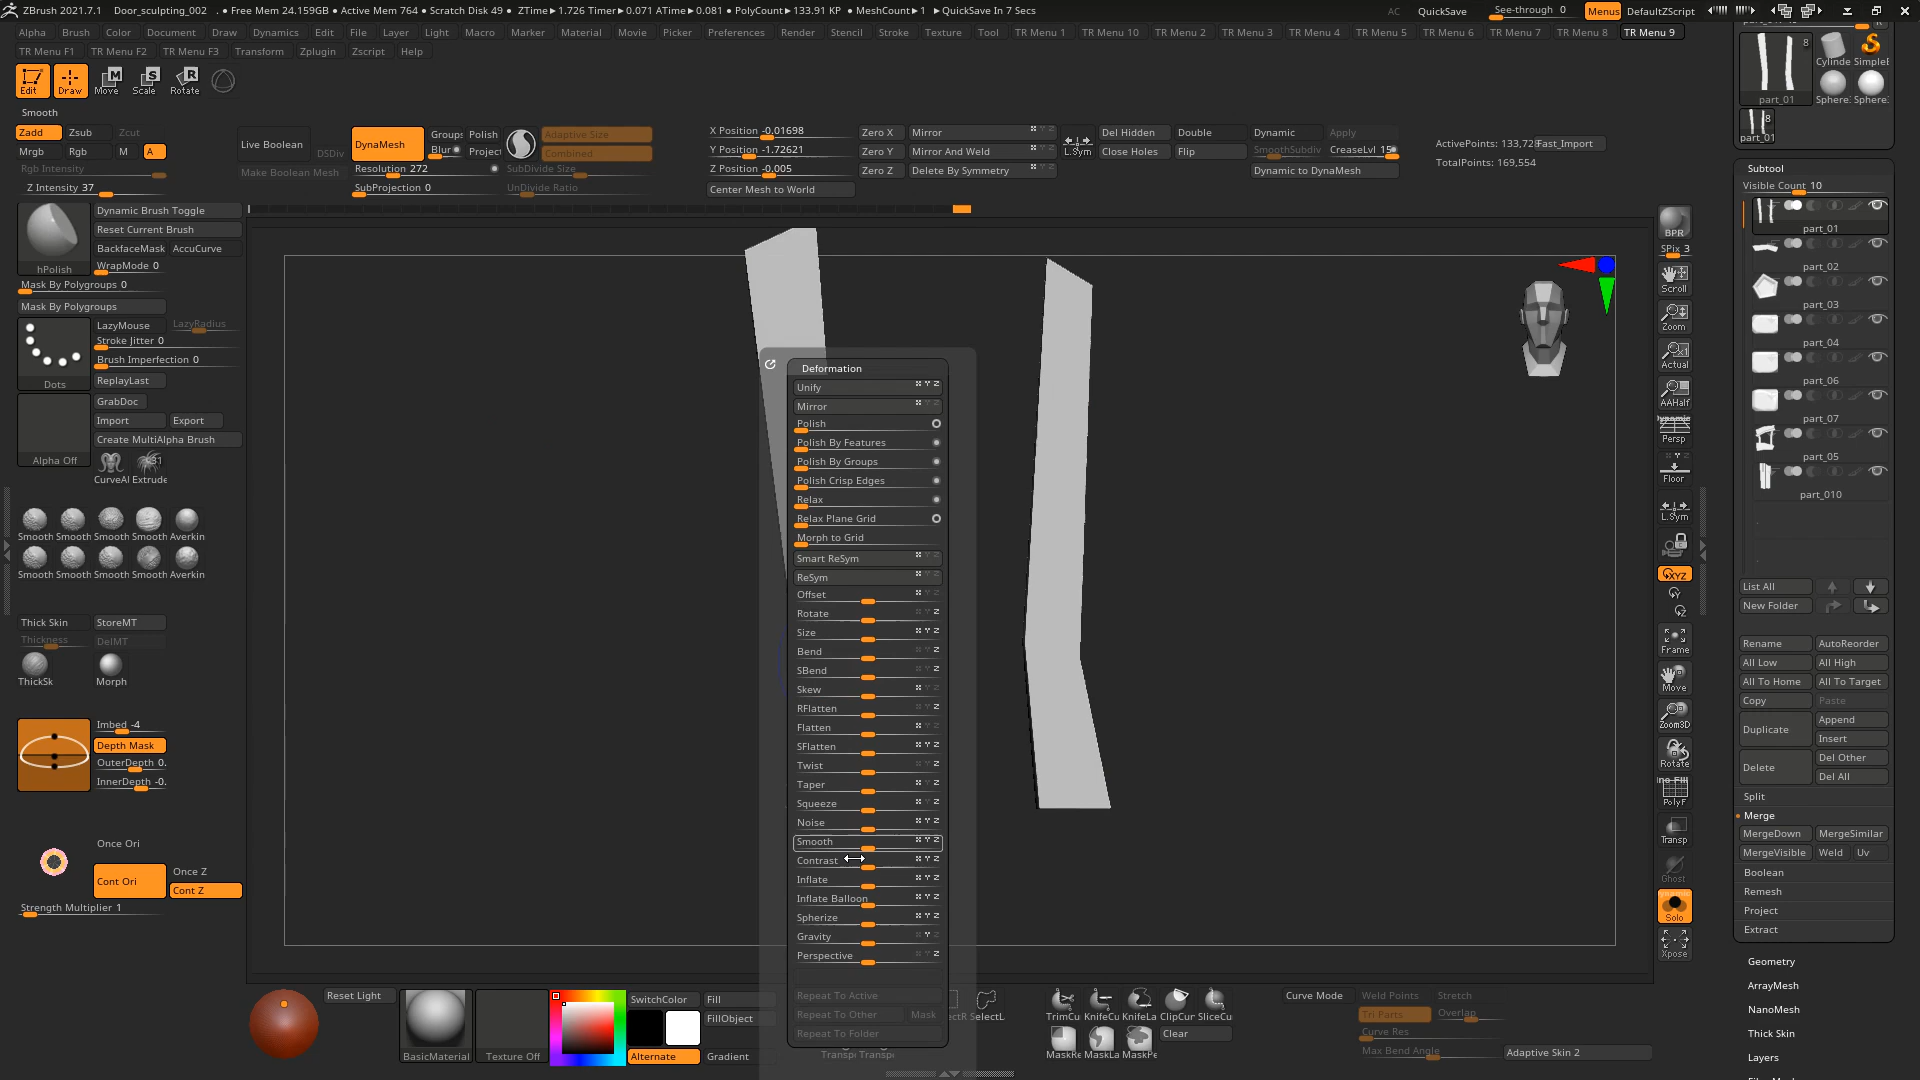 ZBrush 2021.7.1 Door_sculpting_002 . • Free Mem 24.159GB • Active Mem 764 • Scratch Disk 49 • ZTime►1.726 Timer►0.071 ATime►0.081 • PolyCount►133.91 KP • MeshCount►1 ►QuickSave In 7 Secs AC QuickSave See-through 0 Menus DefaultZScript
Alpha Brush Color Document Draw Dynamics Edit File Layer Light Macro Marker Material Movie Picker Preferences Render Stencil Stroke Texture Tool TR Menu 1 TR Menu 10 TR Menu 2 TR Menu 3 TR Menu 4 TR Menu 5 TR Menu 6 TR Menu 7 TR Menu 8 TR Menu 9
TR Menu F1 TR Menu F2 TR Menu F3 Transform Zplugin Zscript Help
Edit Draw Move Scale Rotate
M S R
Smooth
Zadd Zsub Zcut
Mrgb Rgb M A
Rgb Intensity
Z Intensity 37
Live Boolean DSDiv
Make Boolean Mesh
DynaMesh Groups Polish
Blur Project
Resolution 272
SubProjection 0
Adaptive Size
Combined
SubDivide Size
UnDivide Ratio
X Position -0.01698
Y Position -1.72621
Z Position -0.005
Center Mesh to World
Zero X Mirror
Zero Y Mirror And Weld
Zero Z Delete By Symmetry
L.Sym
Del Hidden Double
Close Holes Flip
Dynamic Apply
SmoothSubdiv CreaseLvl 15
Dynamic to DynaMesh
ActivePoints: 133,728
TotalPoints: 169,554
Fast_Import
hPolish
Dynamic Brush Toggle
Reset Current Brush
BackfaceMask AccuCurve
WrapMode 0
Mask By Polygroups 0
Mask By Polygroups
Dots
LazyMouse LazyRadius
Stroke Jitter 0
Brush Imperfection 0
ReplayLast
Alpha Off
GrabDoc
Import Export
Create MultiAlpha Brush
31
CurveAl Extrude
Smooth Smooth Smooth Smooth Averkin
Smooth Smooth Smooth Smooth Averkin
Thick Skin StoreMT
Thickness DelMT
ThickSk Morph
Imbed -4
Depth Mask
OuterDepth 0.
InnerDepth -0.
Once Ori
Cont Ori
Once Z
Cont Z
Strength Multiplier 1
Deformation
Unify
Mirror
Polish
Polish By Features
Polish By Groups
Polish Crisp Edges
Relax
Relax Plane Grid
Morph to Grid
Smart ReSym
ReSym
Offset
Rotate
Size
Bend
SBend
Skew
RFlatten
Flatten
SFlatten
Twist
Taper
Squeeze
Noise
Smooth
Contrast
Inflate
Inflate Balloon
Spherize
Gravity
Perspective
Repeat To Active
Repeat To Other Mask
Repeat To Folder
BPR
SPix 3
Scroll
Zoom
Actual
AAHalf
Dynamic
Persp
Floor
L.Sym
XYZ
Frame
Move
Zoom3D
Rotate
PolyF
Transp
Ghost
Solo
Xpose
8
part_01
Cylinde SimpleE
Sphere: Sphere:
8
part_01
Subtool
Visible Count 10
part_01
part_02
part_03
part_04
part_06
part_07
part_05
part_010
List All
New Folder
Rename AutoReorder
All Low All High
All To Home All To Target
Copy Paste
Duplicate Append
Insert
Delete Del Other
Del All
Split
Merge
MergeDown MergeSimilar
MergeVisible Weld Uv
Boolean
Remesh
Project
Extract
Geometry
ArrayMesh
NanoMesh
Thick Skin
Layers
Reset Light
BasicMaterial
Texture Off
SwitchColor Fill
FillObject
Alternate Gradient
SelectL
Transp Transp
TrimCu KnifeCu KnifeLa ClipCur SliceCu
MaskRe MaskLa MaskPe Clear
Curve Mode Weld Points Stretch
Tri Parts Overlap
Curve Res
Max Bend Angle
Adaptive Skin 2